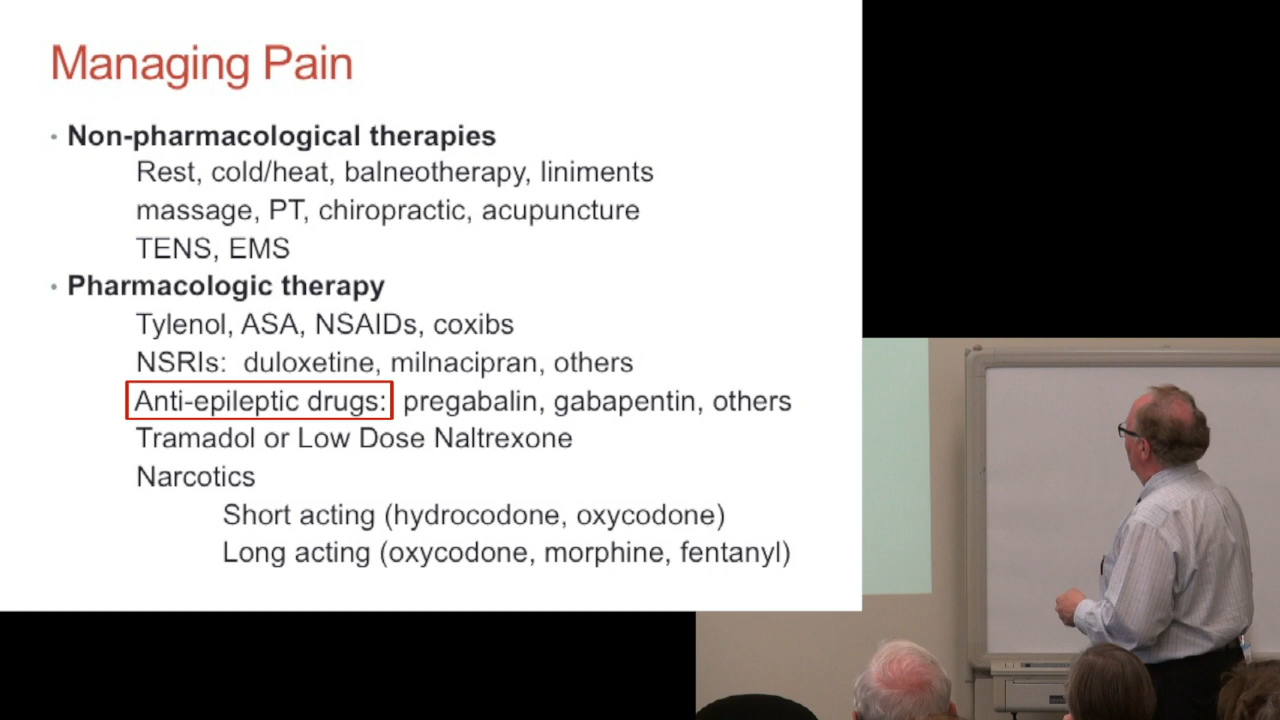 Managing Pain
• Non-pharmacological therapies
Rest, cold/heat, balneotherapy, liniments
massage, PT, chiropractic, acupuncture
TENS, EMS
• Pharmacologic therapy
Tylenol, ASA, NSAIDs, coxibs
NSRIs: duloxetine, milnacipran, others
Anti-epileptic drugs: pregabalin, gabapentin, others
Tramadol or Low Dose Naltrexone
Narcotics
Short acting (hydrocodone, oxycodone)
Long acting (oxycodone, morphine, fentanyl)